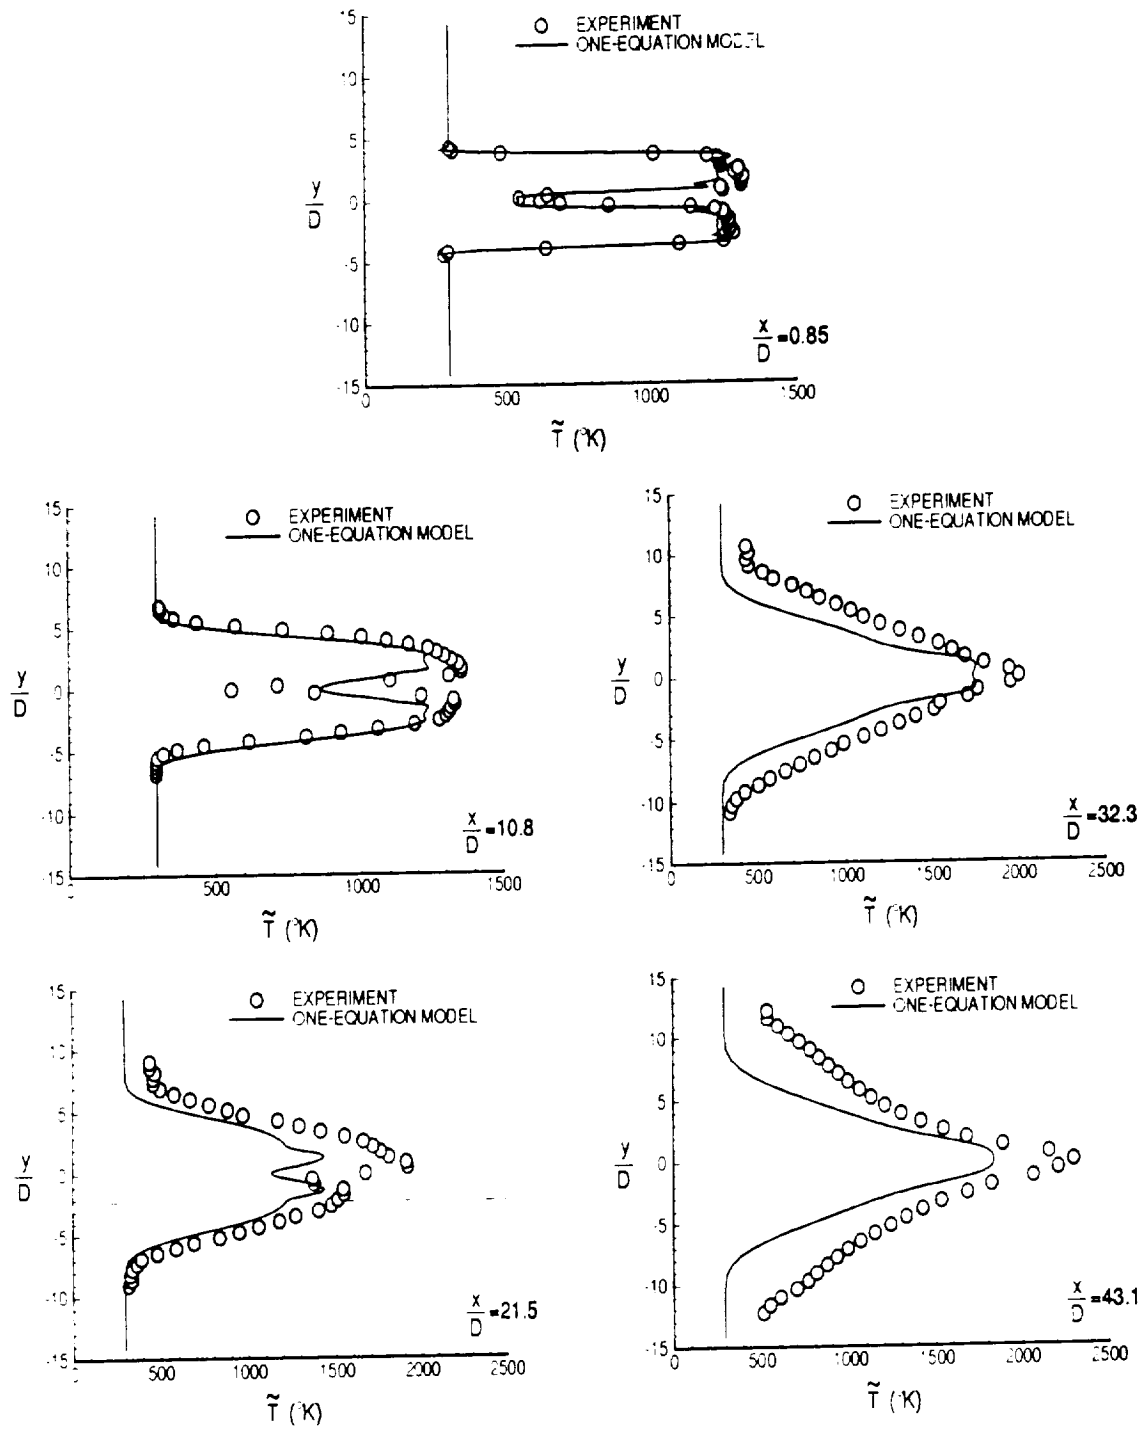 EXPERIMENT
ONE-EQUATION MODEL
15
10
5
0
-5
-10
-15
y
D
x
D
=0.85
0 500 1000 1500
T̃ (°K)
EXPERIMENT
ONE-EQUATION MODEL
15
10
5
0
-5
-10
-15
y
D
x
D
=10.8
500 1000 1500
T̃ (°K)
EXPERIMENT
ONE-EQUATION MODEL
15
10
5
0
-5
-10
-15
y
D
x
D
=32.3
0 500 1000 1500 2000 2500
T̃ (°K)
EXPERIMENT
ONE-EQUATION MODEL
15
10
5
0
-5
-10
-15
y
D
x
D
=21.5
500 1000 1500 2000 2500
T̃ (°K)
EXPERIMENT
ONE-EQUATION MODEL
15
10
5
0
-5
-10
-15
y
D
x
D
=43.1
0 500 1000 1500 2000 2500
T̃ (°K)